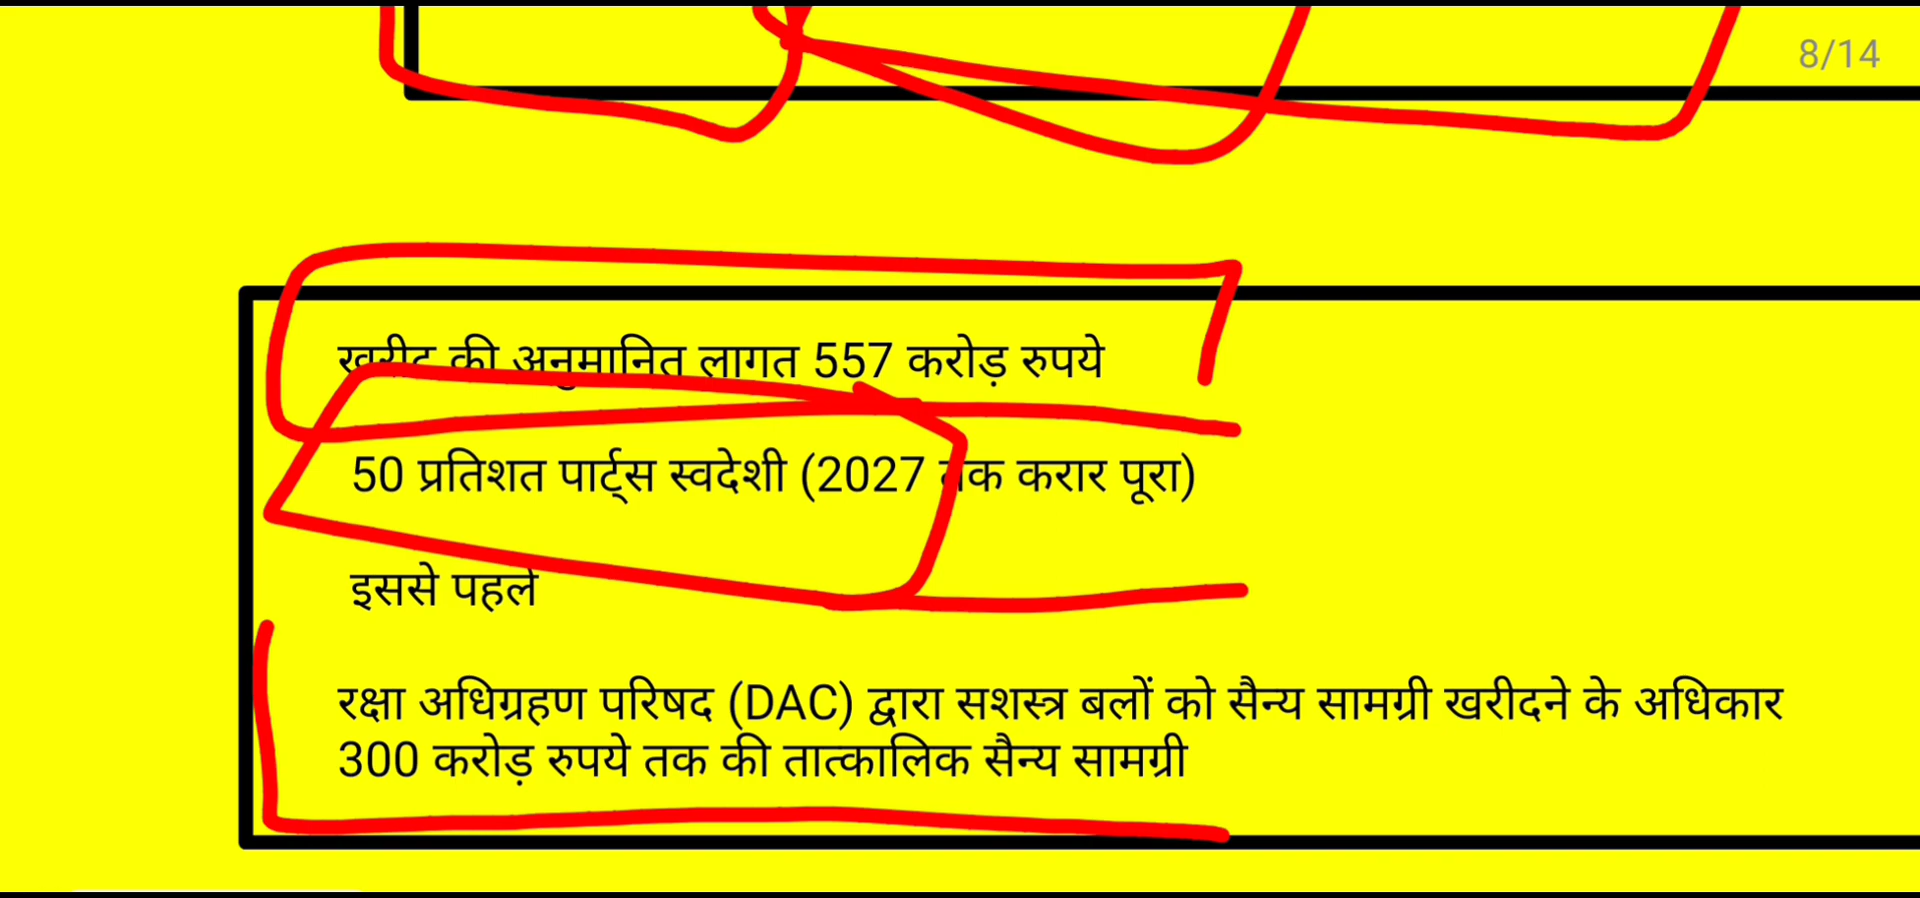 8/14
खरीद की अनुमानित लागत 557 करोड़ रुपये
50 प्रतिशत पार्ट्स स्वदेशी (2027 तक करार पूरा)
इससे पहले
रक्षा अधिग्रहण परिषद (DAC) द्वारा सशस्त्र बलों को सैन्य सामग्री खरीदने के अधिकार
300 करोड़ रुपये तक की तात्कालिक सैन्य सामग्री